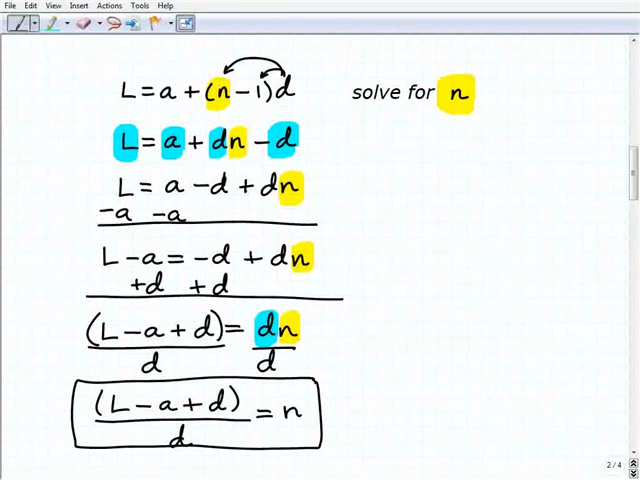 File Edit View Insert Actions Tools Help
L = a + (n - 1)d solve for n
L = a + dn - d
L = a - d + dn
-a -a
L - a = -d + dn
+d +d
(L - a + d) = dn
d d
(L - a + d) = n
d
2 / 4